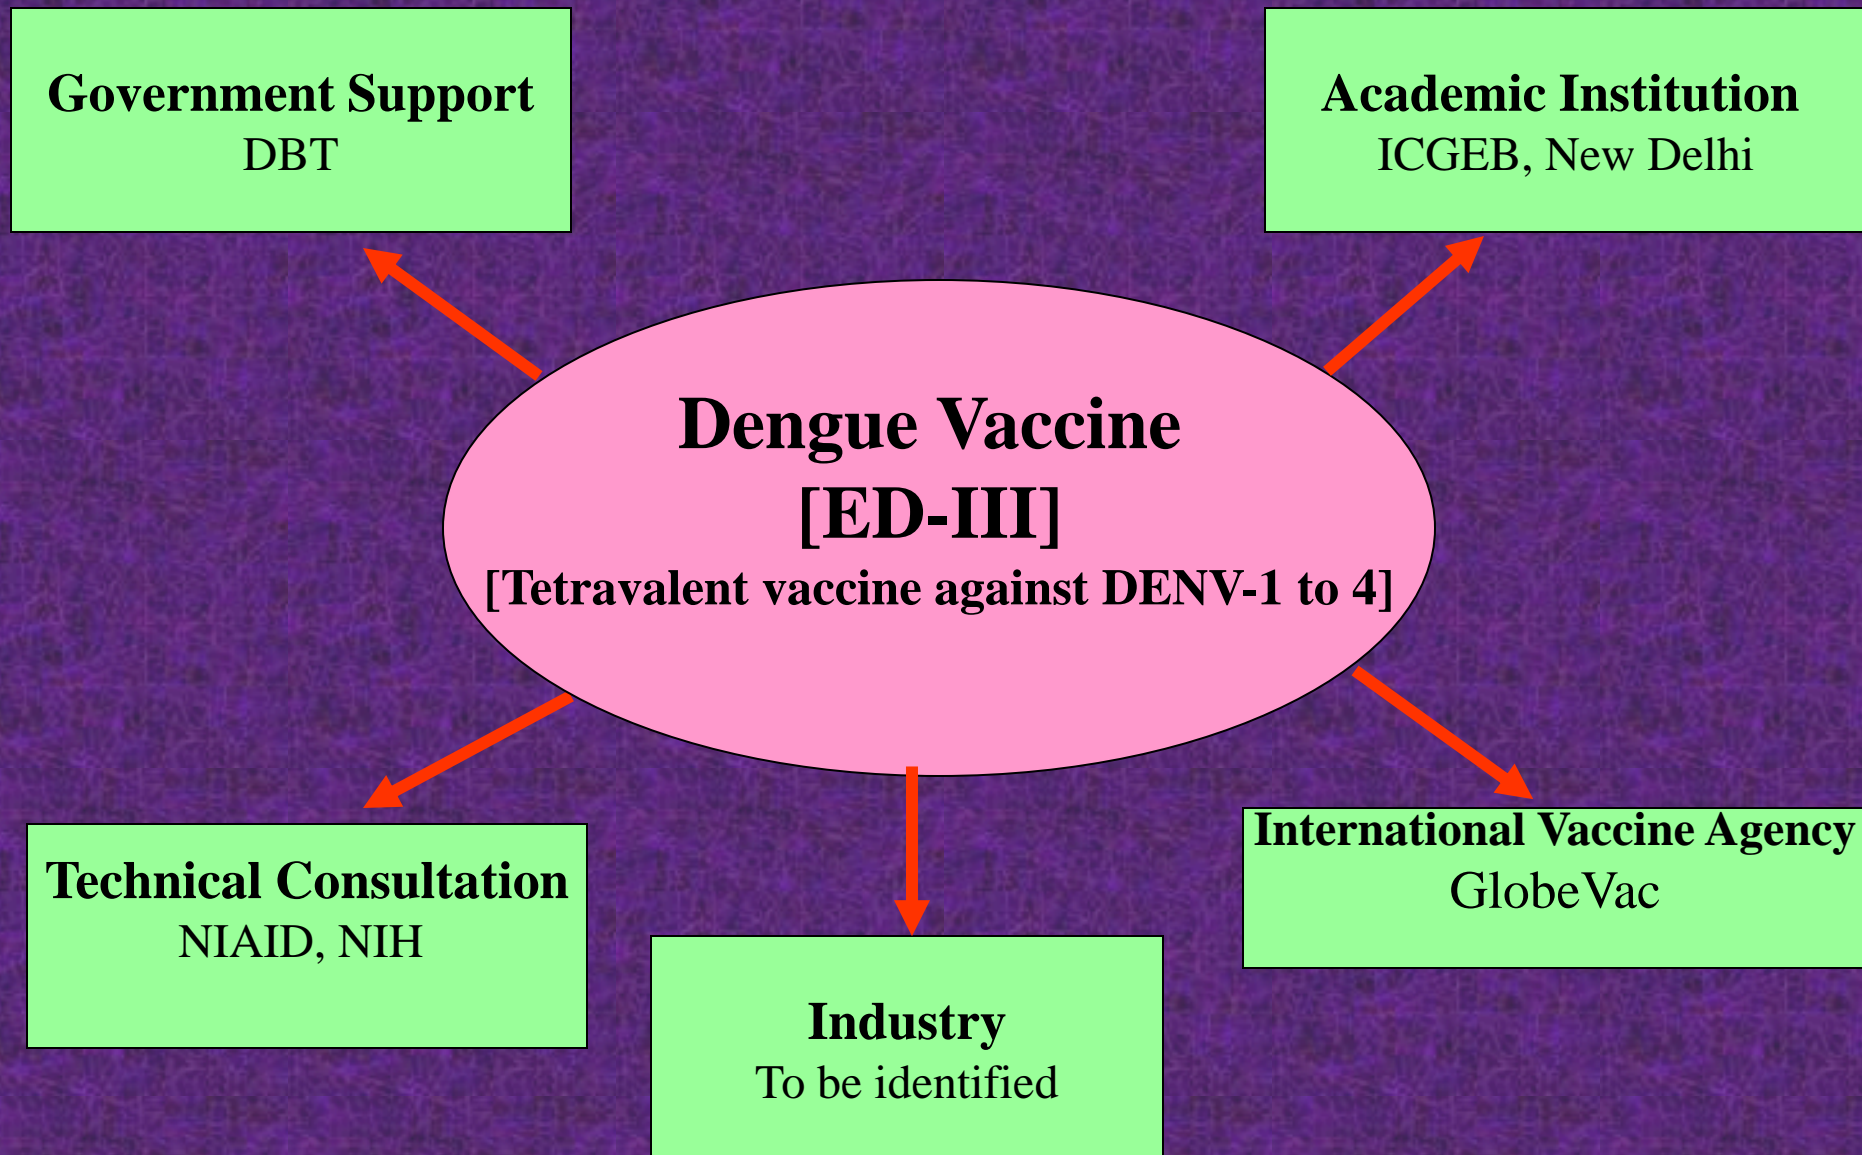 Government Support
DBT
Academic Institution
ICGEB, New Delhi
Dengue Vaccine
[ED-III]
[Tetravalent vaccine against DENV-1 to 4]
Technical Consultation
NIAID, NIH
Industry
To be identified
International Vaccine Agency
GlobeVac